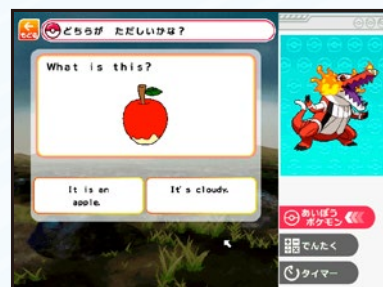 もどる
どちらが ただしいかな?
What is this?
It is an
apple.
It's cloudy.
あいぼう
ポケモン
でんたく
タイマー